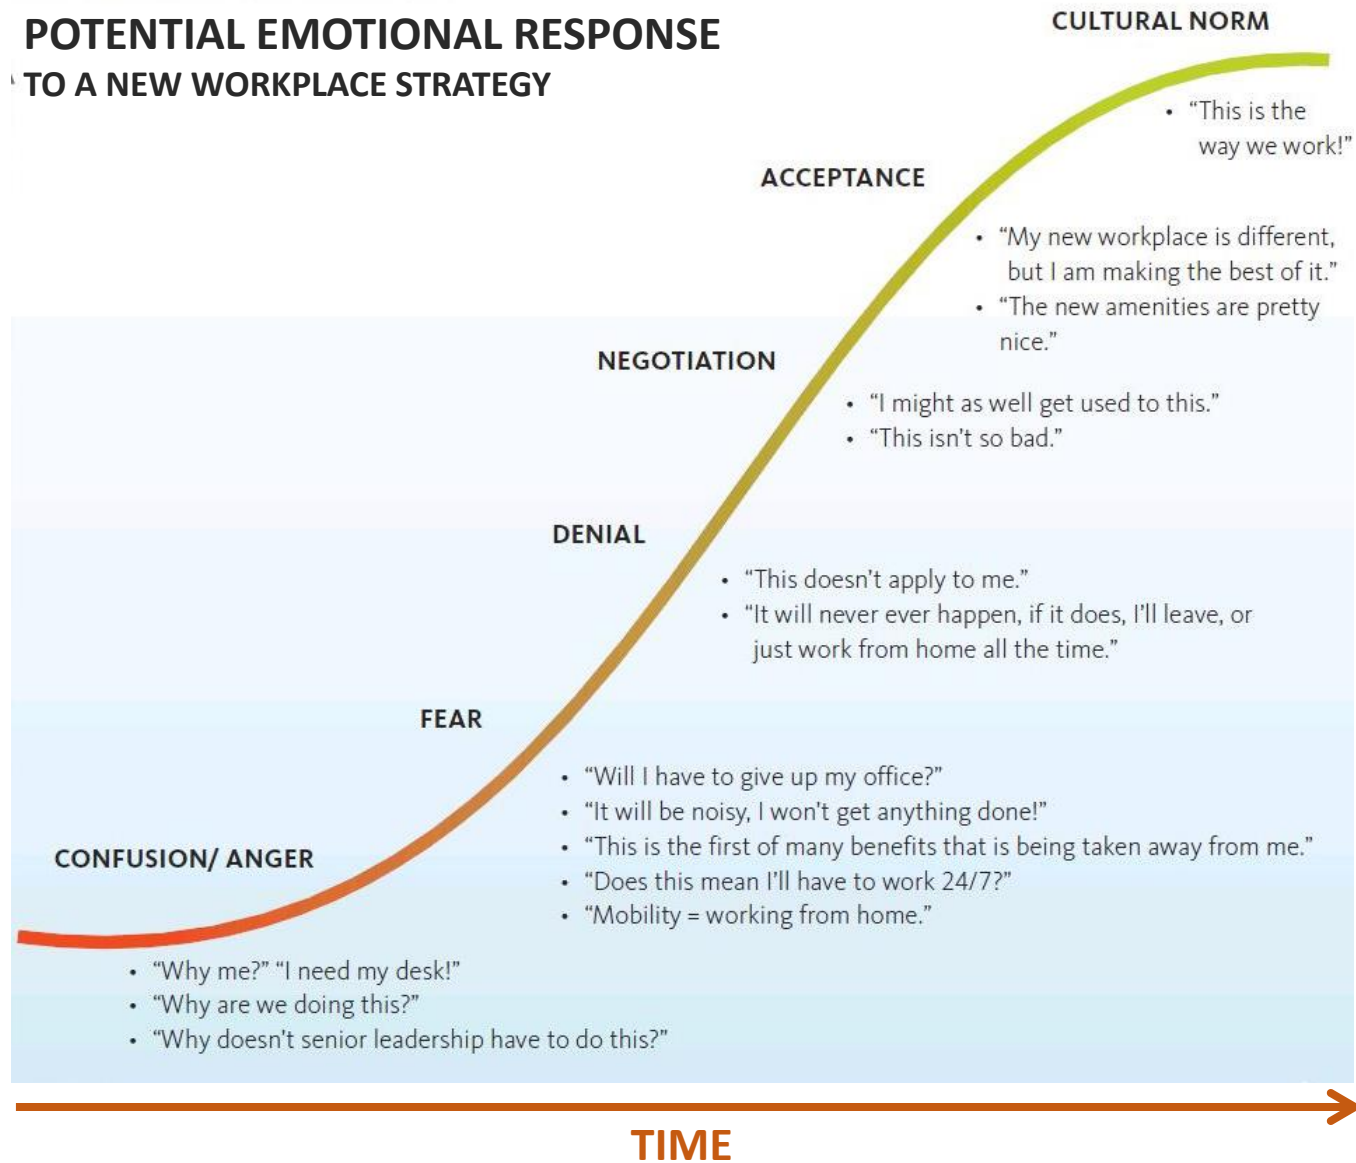 POTENTIAL EMOTIONAL RESPONSE
TO A NEW WORKPLACE STRATEGY
CULTURAL NORM
• “This is the
way we work!”
ACCEPTANCE
• “My new workplace is different,
but I am making the best of it.”
• “The new amenities are pretty
nice.”
NEGOTIATION
• “I might as well get used to this.”
• “This isn't so bad.”
DENIAL
• “This doesn't apply to me.”
• “It will never ever happen, if it does, I'll leave, or
just work from home all the time.”
FEAR
• “Will I have to give up my office?”
• “It will be noisy, I won't get anything done!”
• “This is the first of many benefits that is being taken away from me.”
• “Does this mean I'll have to work 24/7?”
• “Mobility = working from home.”
CONFUSION/ ANGER
• “Why me?” “I need my desk!”
• “Why are we doing this?”
• “Why doesn't senior leadership have to do this?”
TIME